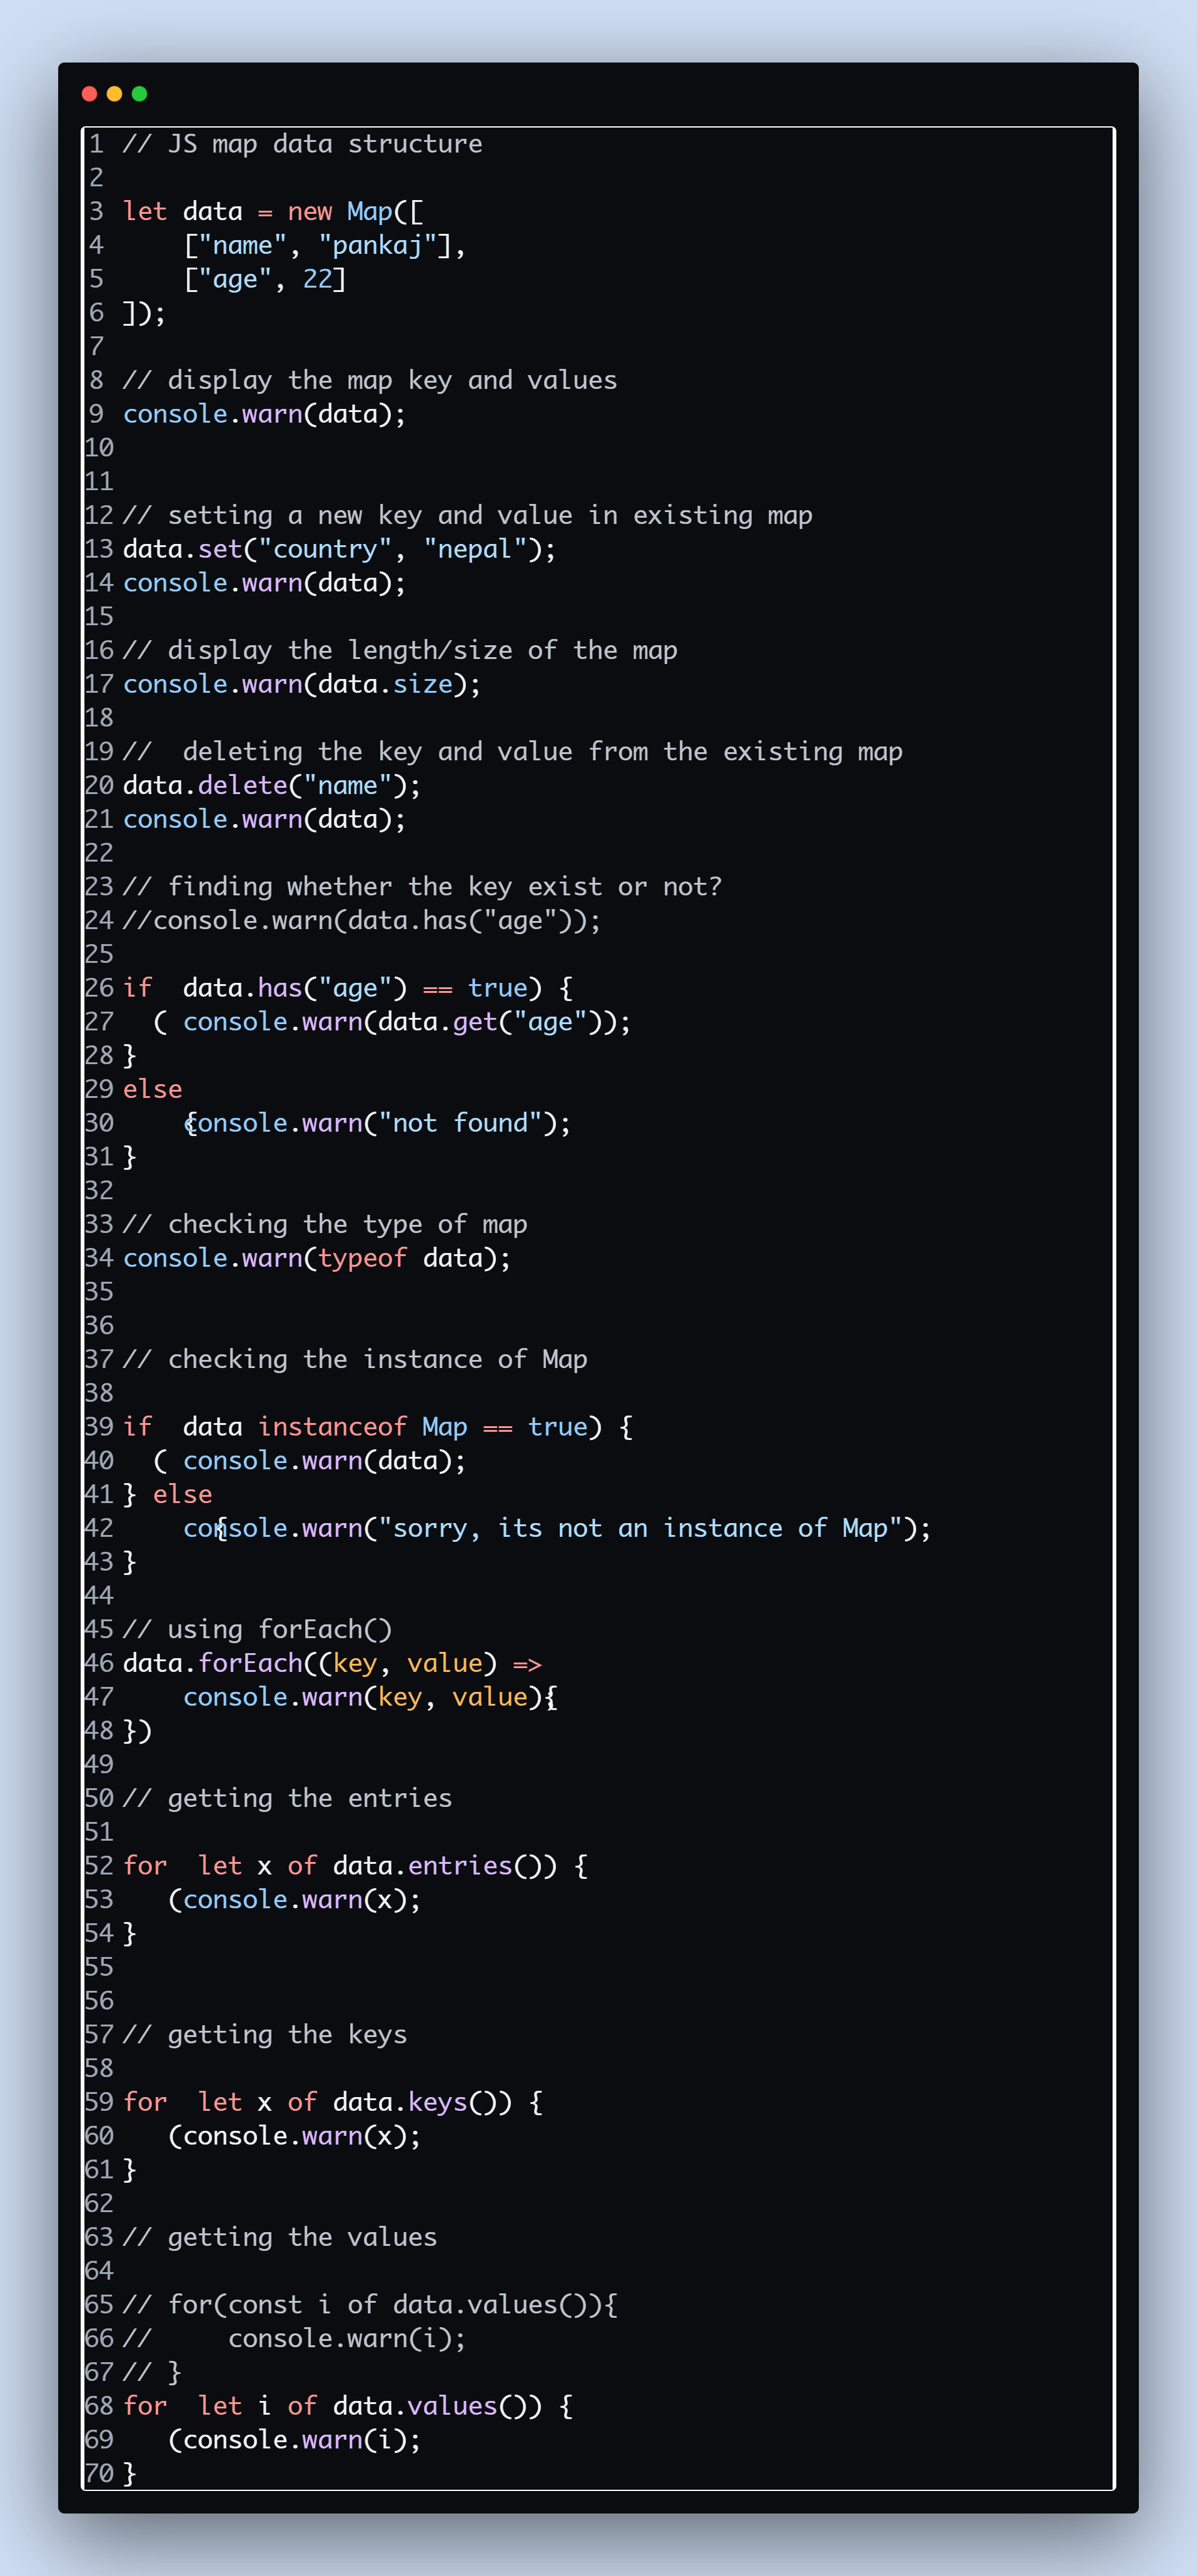 1 // JS map data structure
2
3 let data = new Map([
4     ["name", "pankaj"],
5     ["age", 22]
6 ]);
7
8 // display the map key and values
9 console.warn(data);
10
11
12 // setting a new key and value in existing map
13 data.set("country", "nepal");
14 console.warn(data);
15
16 // display the length/size of the map
17 console.warn(data.size);
18
19 //  deleting the key and value from the existing map
20 data.delete("name");
21 console.warn(data);
22
23 // finding whether the key exist or not?
24 //console.warn(data.has("age"));
25
26 if  data.has("age") == true) {
27   ( console.warn(data.get("age"));
28 }
29 else
30     {console.warn("not found");
31 }
32
33 // checking the type of map
34 console.warn(typeof data);
35
36
37 // checking the instance of Map
38
39 if  data instanceof Map == true) {
40   ( console.warn(data);
41 } else
42     con{sole.warn("sorry, its not an instance of Map");
43 }
44
45 // using forEach()
46 data.forEach((key, value) =>
47     console.warn(key, value){;
48 })
49
50 // getting the entries
51
52 for  let x of data.entries()) {
53    (console.warn(x);
54 }
55
56
57 // getting the keys
58
59 for  let x of data.keys()) {
60    (console.warn(x);
61 }
62
63 // getting the values
64
65 // for(const i of data.values()){
66 //     console.warn(i);
67 // }
68 for  let i of data.values()) {
69    (console.warn(i);
70 }